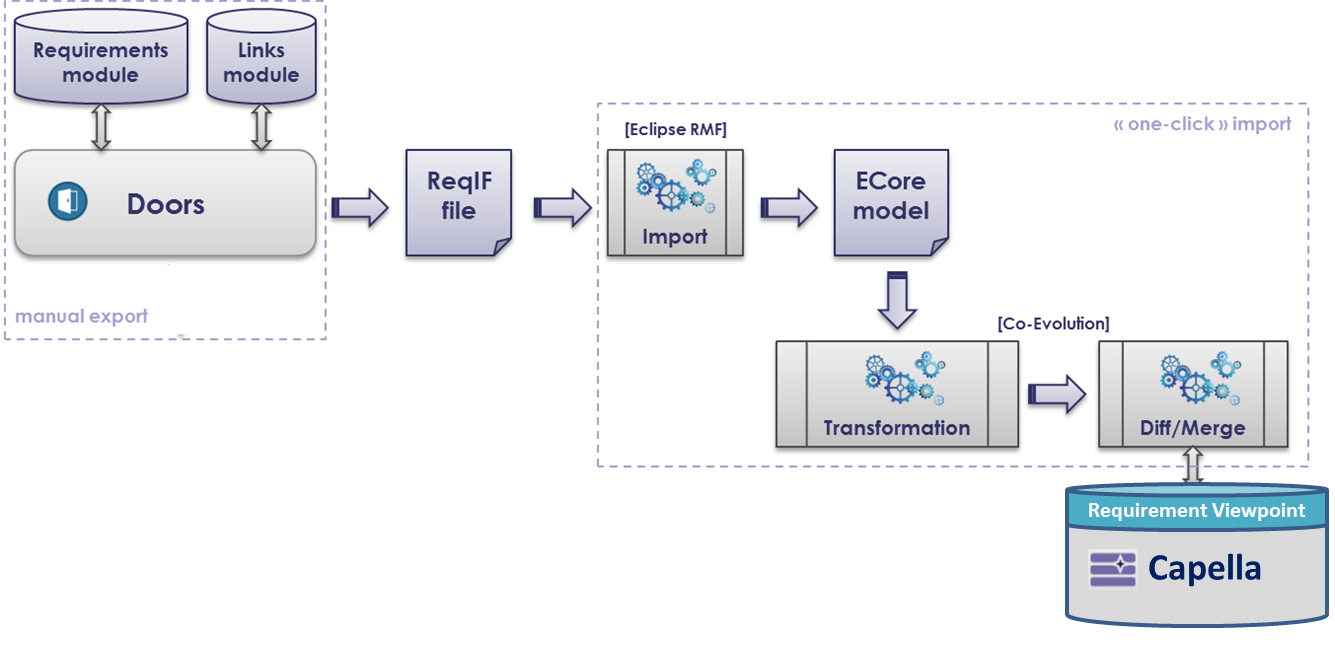 Requirements
module
Links
module
Doors
manual export
ReqIF
file
« one-click » import
[Eclipse RMF]
Import
ECore
model
[Co-Evolution]
Transformation
Diff/Merge
Requirement Viewpoint
Capella